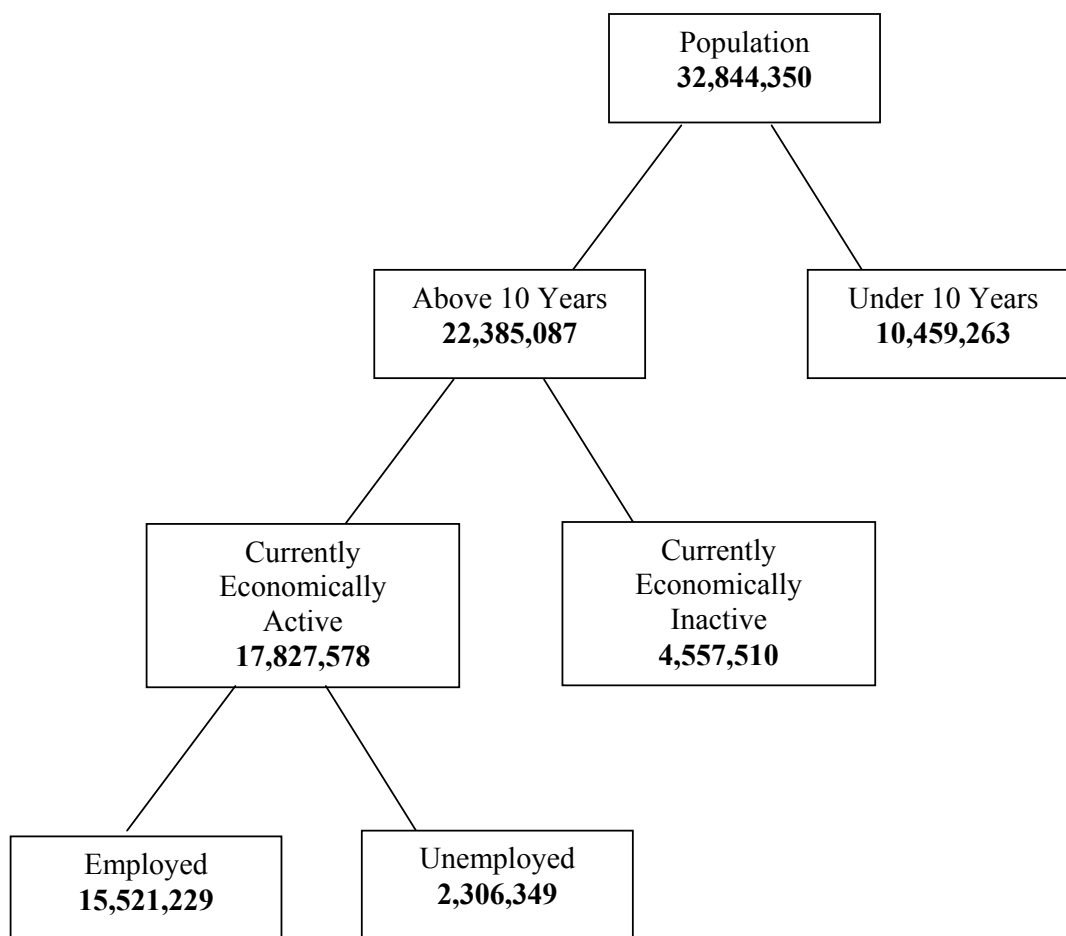 Population
32,844,350
Above 10 Years
22,385,087
Under 10 Years
10,459,263
Currently
Economically
Active
17,827,578
Currently
Economically
Inactive
4,557,510
Employed
15,521,229
Unemployed
2,306,349